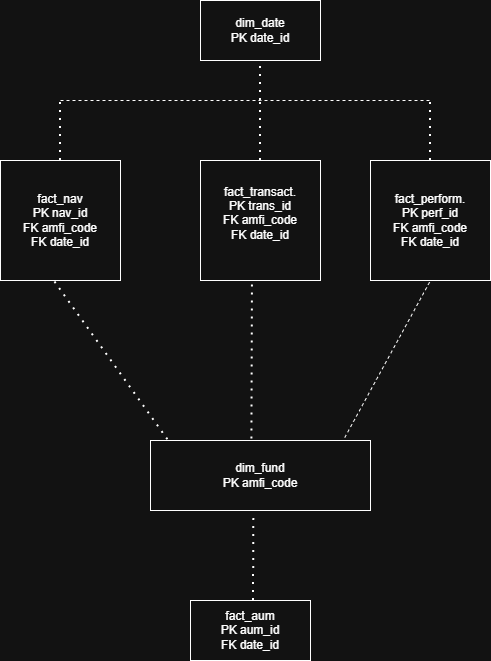 dim_date
PK date_id
fact_nav
PK nav_id
FK amfi_code
FK date_id
fact_transact.
PK trans_id
FK amfi_code
FK date_id
fact_perform.
PK perf_id
FK amfi_code
FK date_id
dim_fund
PK amfi_code
fact_aum
PK aum_id
FK date_id